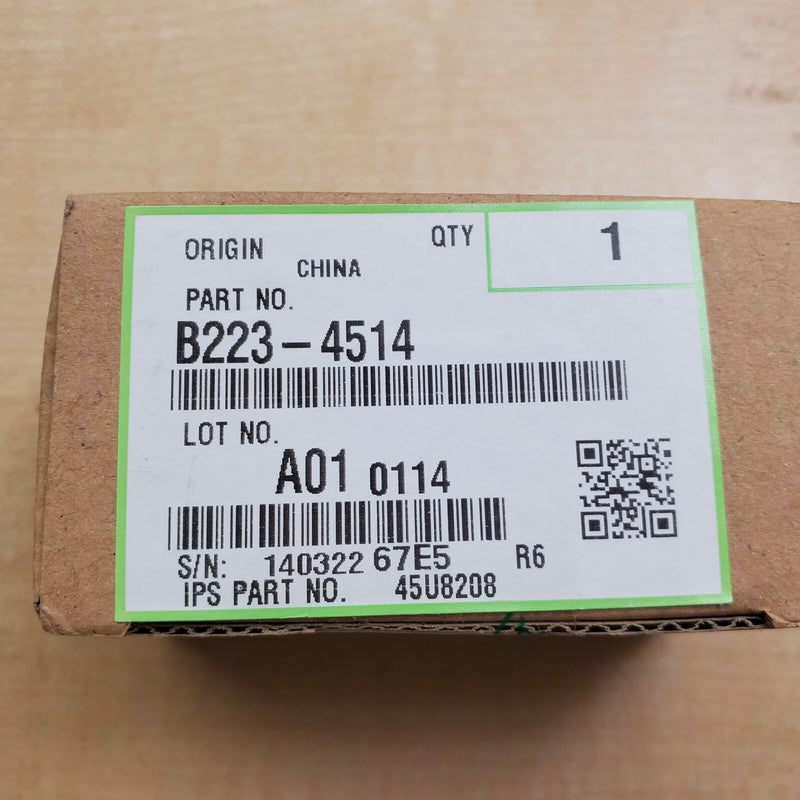 ORIGIN
CHINA
QTY 1
PART NO.
B223-4514
LOT NO.
A01 0114
S/N: 140322 67E5 R6
IPS PART NO. 45U8208